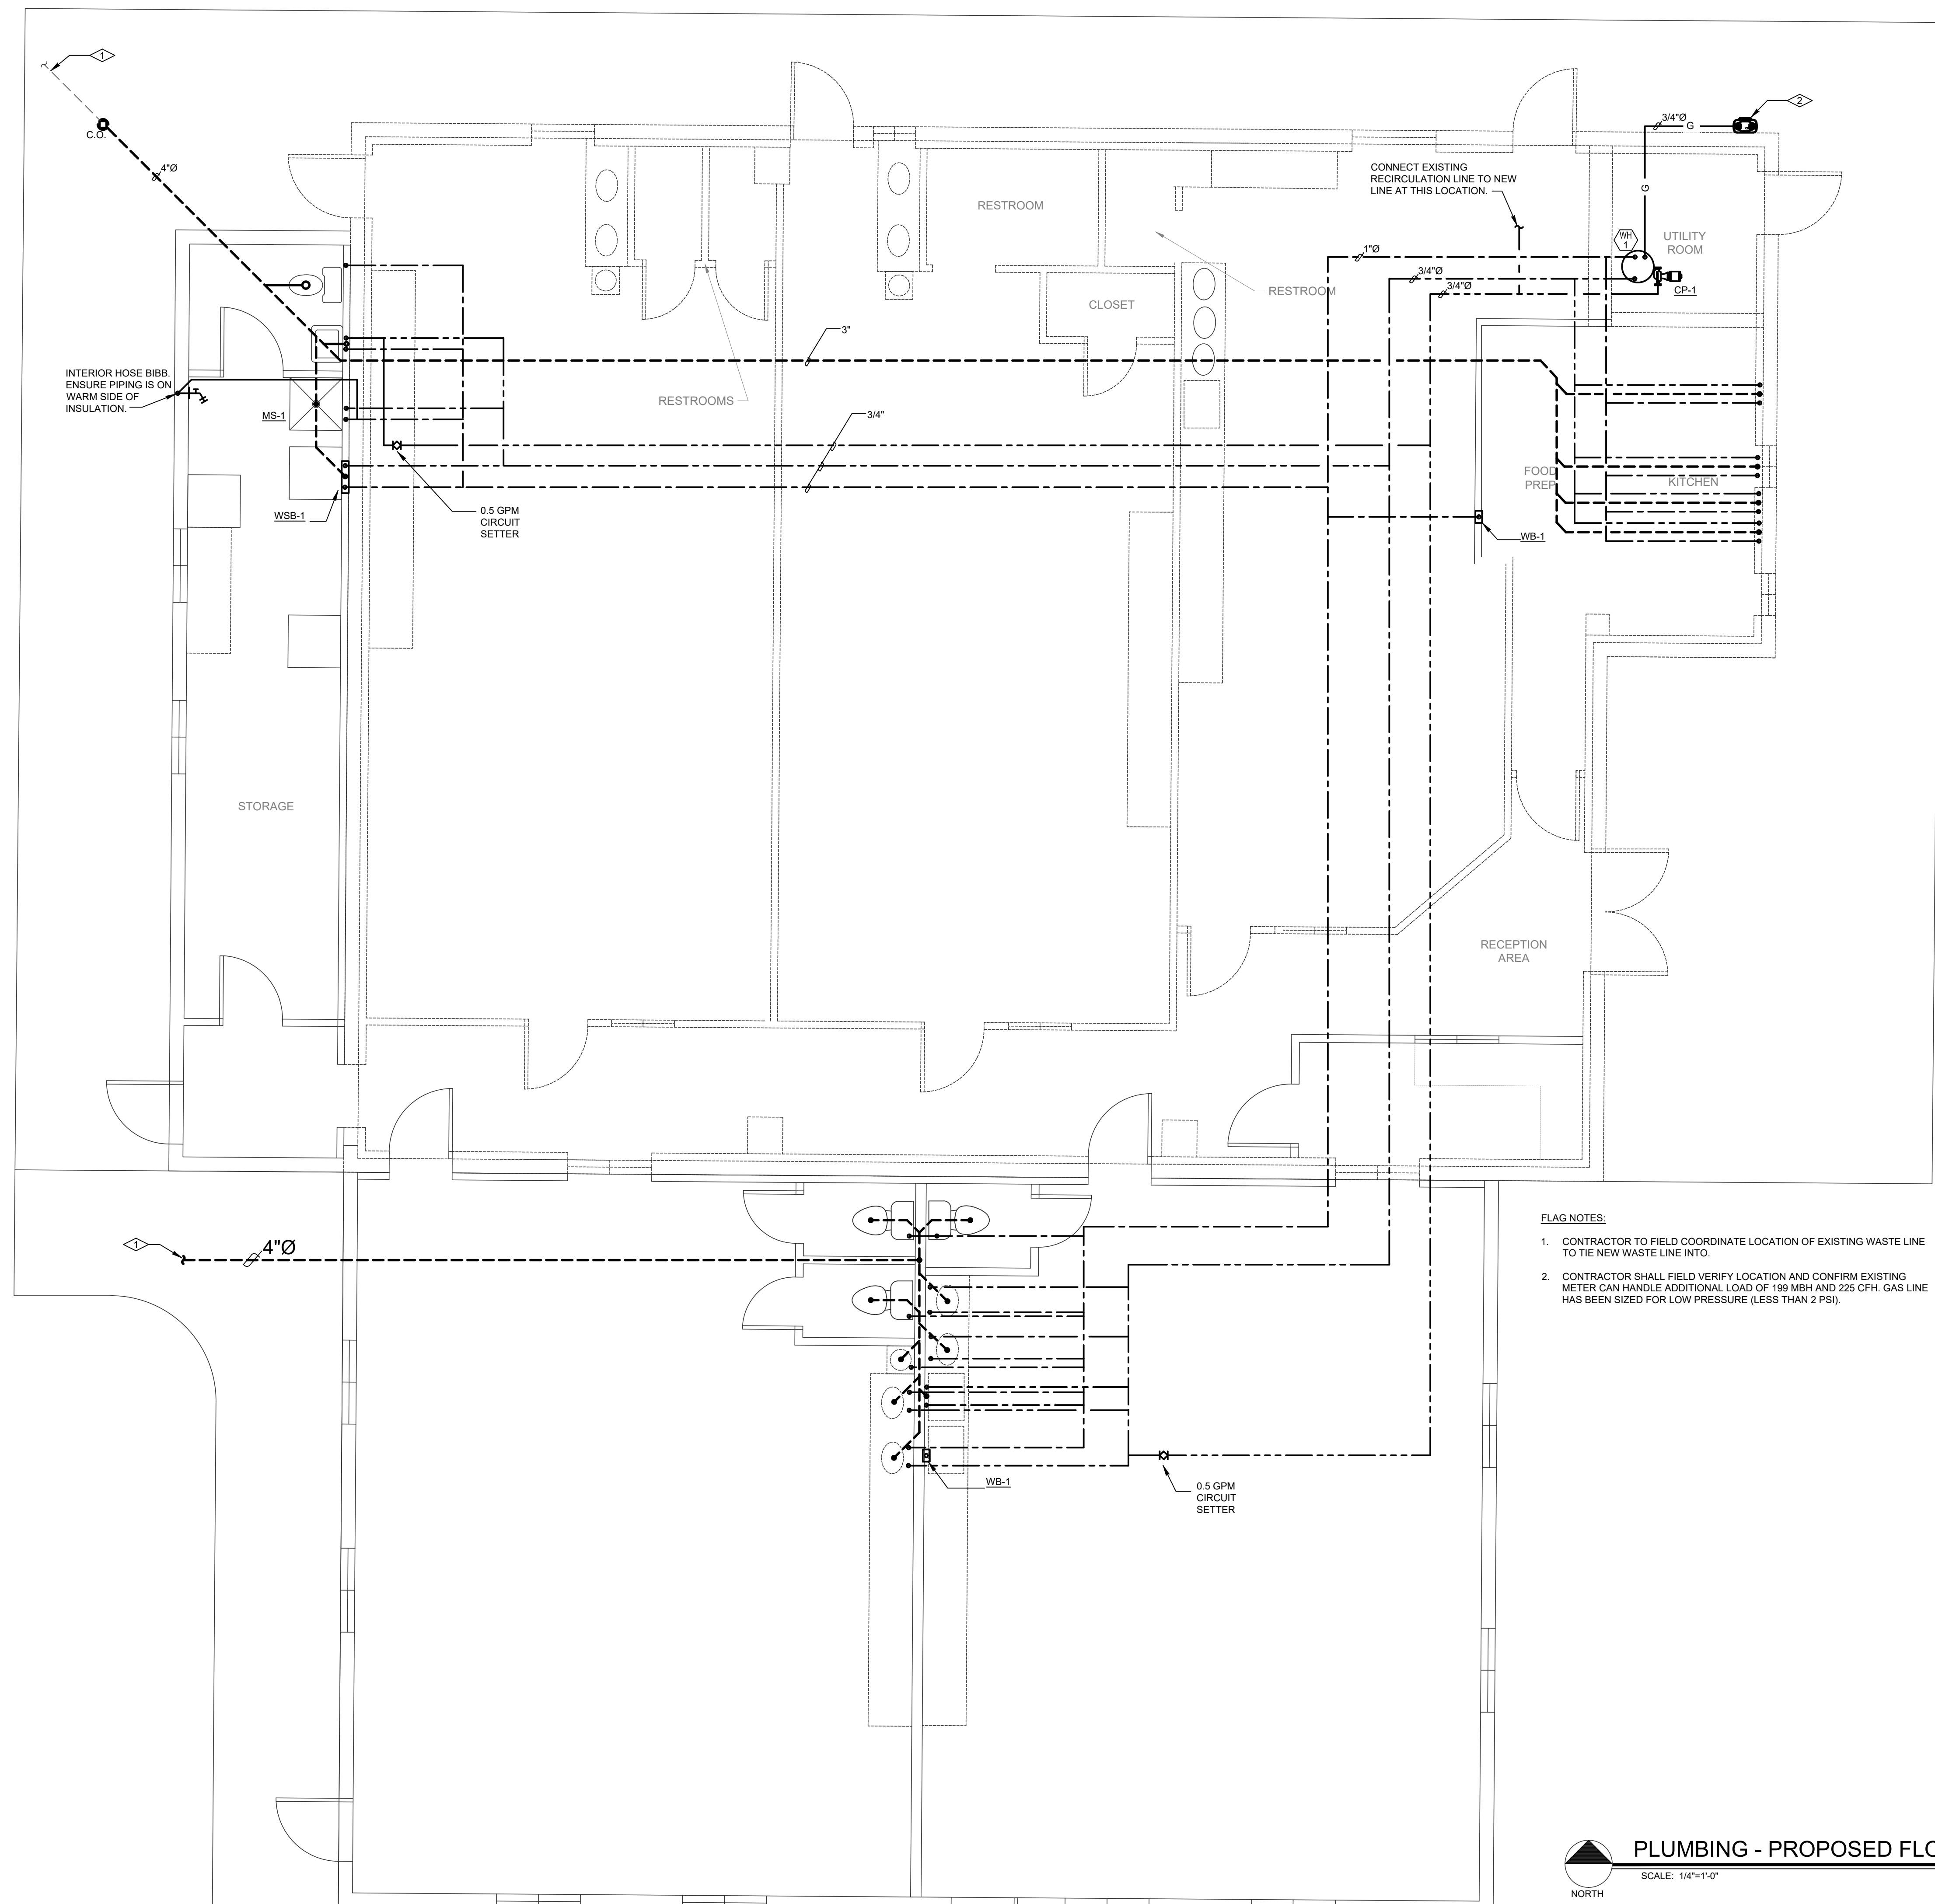 1
C.O.
4"Ø
2
3/4"Ø
G
G
CONNECT EXISTING
RECIRCULATION LINE TO NEW
LINE AT THIS LOCATION.
RESTROOM
WH
1
UTILITY
ROOM
1"Ø
3/4"Ø
3/4"Ø
CP-1
RESTROOM
CLOSET
3"
INTERIOR HOSE BIBB.
ENSURE PIPING IS ON
WARM SIDE OF
INSULATION.
RESTROOMS
MS-1
3/4"
FOOD
PREP
KITCHEN
WSB-1
0.5 GPM
CIRCUIT
SETTER
WB-1
STORAGE
RECEPTION
AREA
1
4"Ø
FLAG NOTES:
1. CONTRACTOR TO FIELD COORDINATE LOCATION OF EXISTING WASTE LINE
TO TIE NEW WASTE LINE INTO.
2. CONTRACTOR SHALL FIELD VERIFY LOCATION AND CONFIRM EXISTING
METER CAN HANDLE ADDITIONAL LOAD OF 199 MBH AND 225 CFH. GAS LINE
HAS BEEN SIZED FOR LOW PRESSURE (LESS THAN 2 PSI).
WB-1
0.5 GPM
CIRCUIT
SETTER
PLUMBING - PROPOSED FLO
SCALE: 1/4"=1'-0"
NORTH